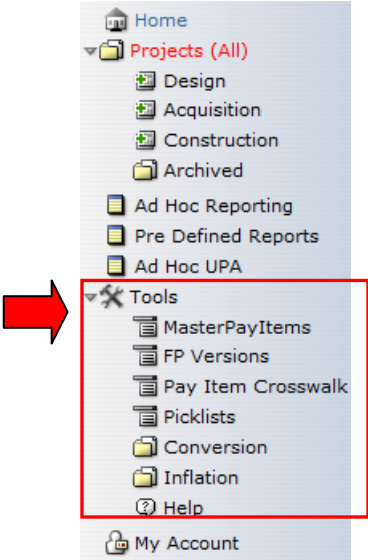 Home
Projects (All)
Design
Acquisition
Construction
Archived
Ad Hoc Reporting
Pre Defined Reports
Ad Hoc UPA
Tools
MasterPayItems
FP Versions
Pay Item Crosswalk
Picklists
Conversion
Inflation
Help
My Account